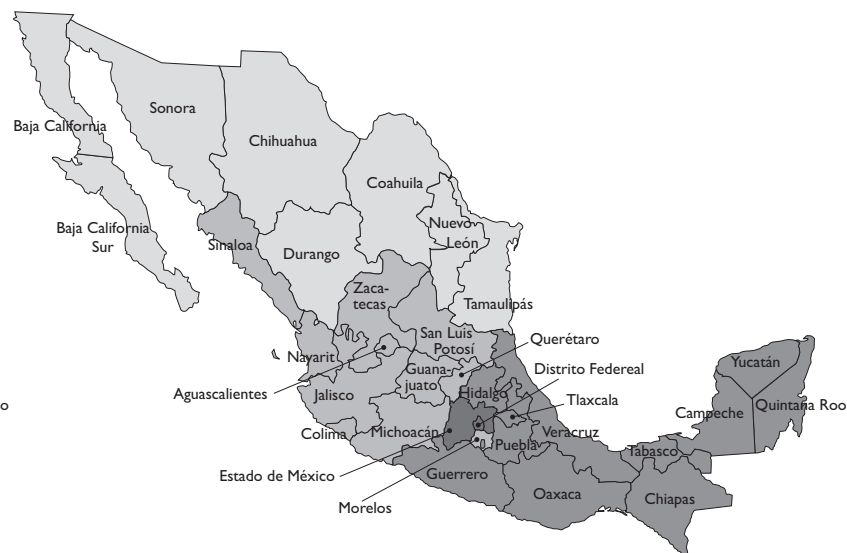 Baja California
Sonora
Chihuahua
Coahuila
Baja California
Sur
Sinaloa
Durango
Nuevo
León
Zaca-
tecas
Tamaulipás
San Luis
Potosí
Querétaro
Nayarit
Guana-
juato
Distrito Federeal
Yucatán
Aguascalientes
Jalisco
Hidalgo
Tlaxcala
Campeche
Quintana Roo
o
Colima
Michoacán
Puebla
Veracruz
Tabasco
Estado de México
Guerrero
Morelos
Oaxaca
Chiapas